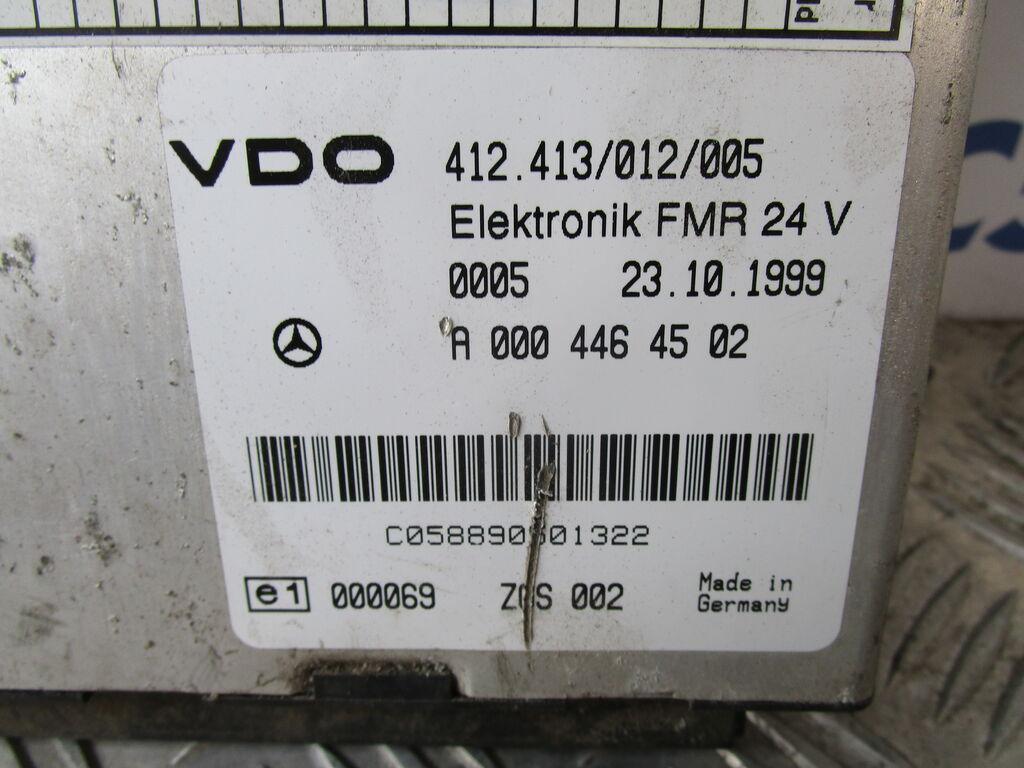 VDO 412.413/012/005
Elektronik FMR 24 V
0005 23.10.1999
A 000 446 45 02
e1 000069 002
Made in
Germany